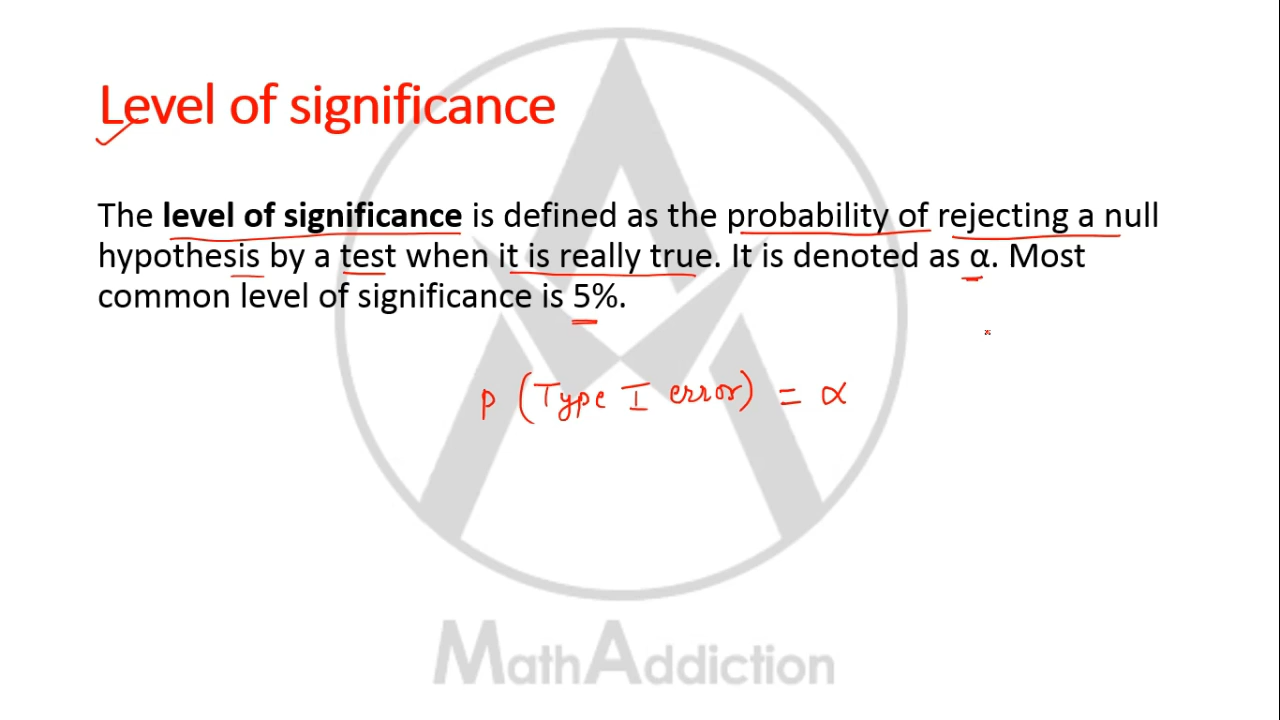 Level of significance
The level of significance is defined as the probability of rejecting a null
hypothesis by a test when it is really true. It is denoted as α. Most
common level of significance is 5%.
P (Type I error) = α
MathAddiction